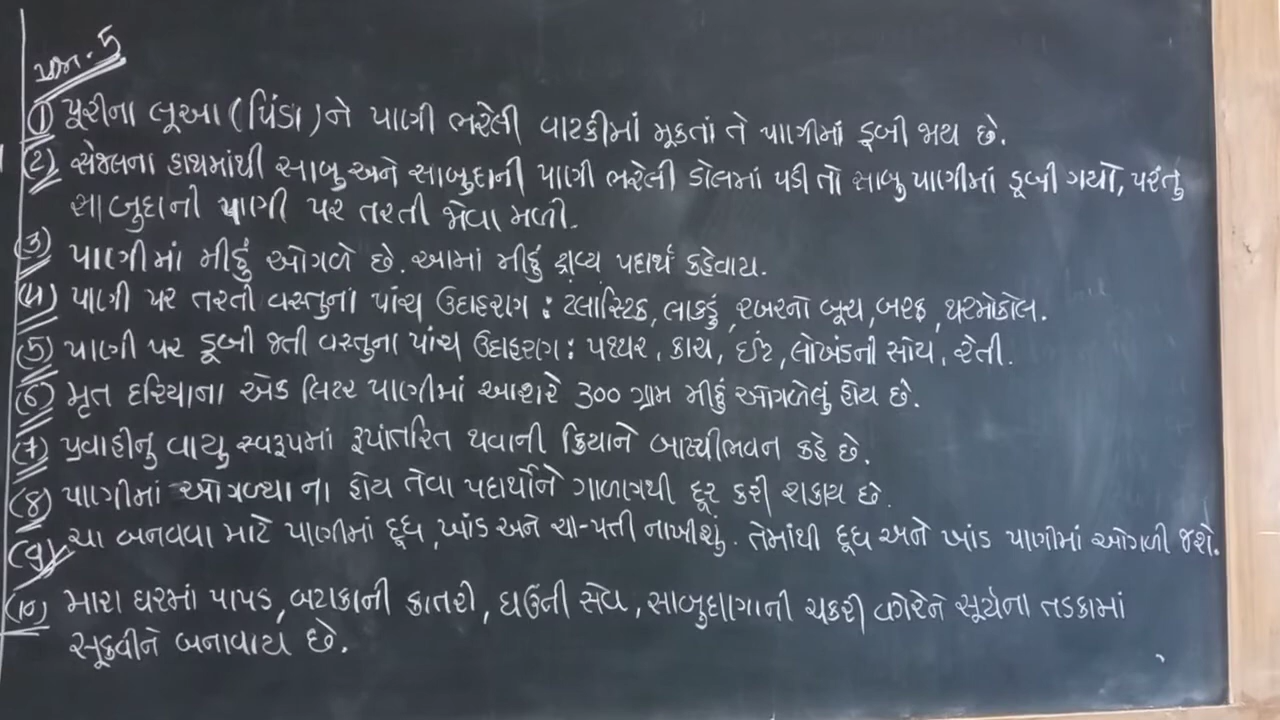 પ્રશ્ન.5
(1) પૂરીના લૂઆ (પિંડા) ને પાણી ભરેલી વાટકીમાં મૂકતાં તે પાણીમાં ડૂબી જાય છે.
(2) સેજલના હાથમાંથી સાબુ અને સાબુદાની પાણી ભરેલી ડોલમાં પડી તો સાબુ પાણીમાં ડૂબી ગયો, પરંતુ
સાબુદાની પાણી પર તરતી જોવા મળી.
(3) પાણીમાં મીઠું ઓગળે છે. આમાં મીઠું દ્રાવ્ય પદાર્થ કહેવાય.
(4) પાણી પર તરતી વસ્તુના પાંચ ઉદાહરણ : પ્લાસ્ટિક, લાકડું, રબરનો બૂચ, બરફ, થરમોકોલ.
(5) પાણી પર ડૂબી જતી વસ્તુના પાંચ ઉદાહરણ : પથ્થર, કાચ, ઈંટ, લોખંડની સોય, રેતી.
(6) મૃત દરિયાના એક લિટર પાણીમાં આશરે 300 ગ્રામ મીઠું ઓગળેલું હોય છે.
(7) પ્રવાહીનું વાયુ સ્વરૂપમાં રૂપાંતરિત થવાની ક્રિયાને બાષ્પીભવન કહે છે.
(8) પાણીમાં ઓગળ્યા ના હોય તેવા પદાર્થોને ગાળણથી દૂર કરી શકાય છે.
(9) ચા બનવવા માટે પાણીમાં દૂધ, ખાંડ અને ચા-પત્તી નાખીશું. તેમાંથી દૂધ અને ખાંડ પાણીમાં ઓગળી જશે.
(10) મારા ઘરમાં પાપડ, બટાકાની કાતરી, ઘઉંની સેવ, સાબુદાણાની ચકરી વગેરેને સૂર્યના તડકામાં
સૂકવીને બનાવાય છે.